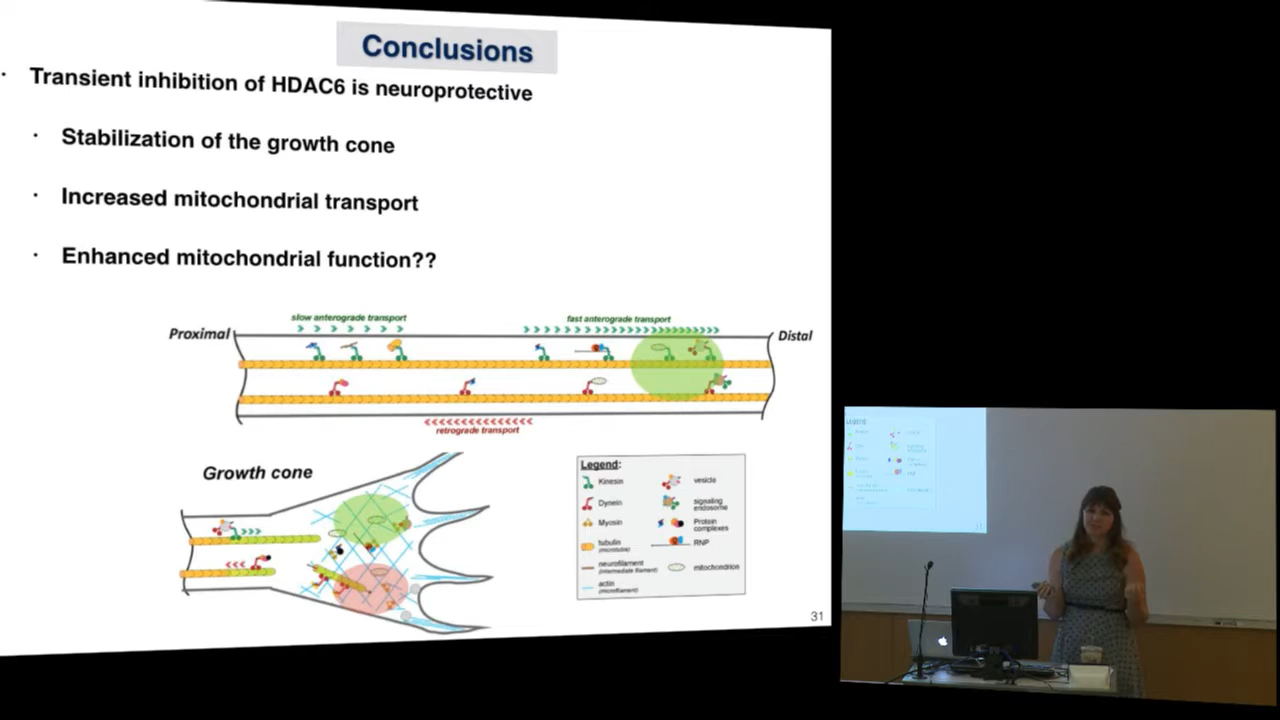 Conclusions
· Transient inhibition of HDAC6 is neuroprotective
· Stabilization of the growth cone
· Increased mitochondrial transport
· Enhanced mitochondrial function??
slow anterograde transport
fast anterograde transport
Proximal
Distal
retrograde transport
Growth cone
Legend:
Kinesin
vesicle
Dynein
signaling
endosome
Myosin
Protein
complexes
tubulin
(microtubule)
RNP
neurofilament
(intermediate filament)
mitochondrios
actin
(microfilament)
31